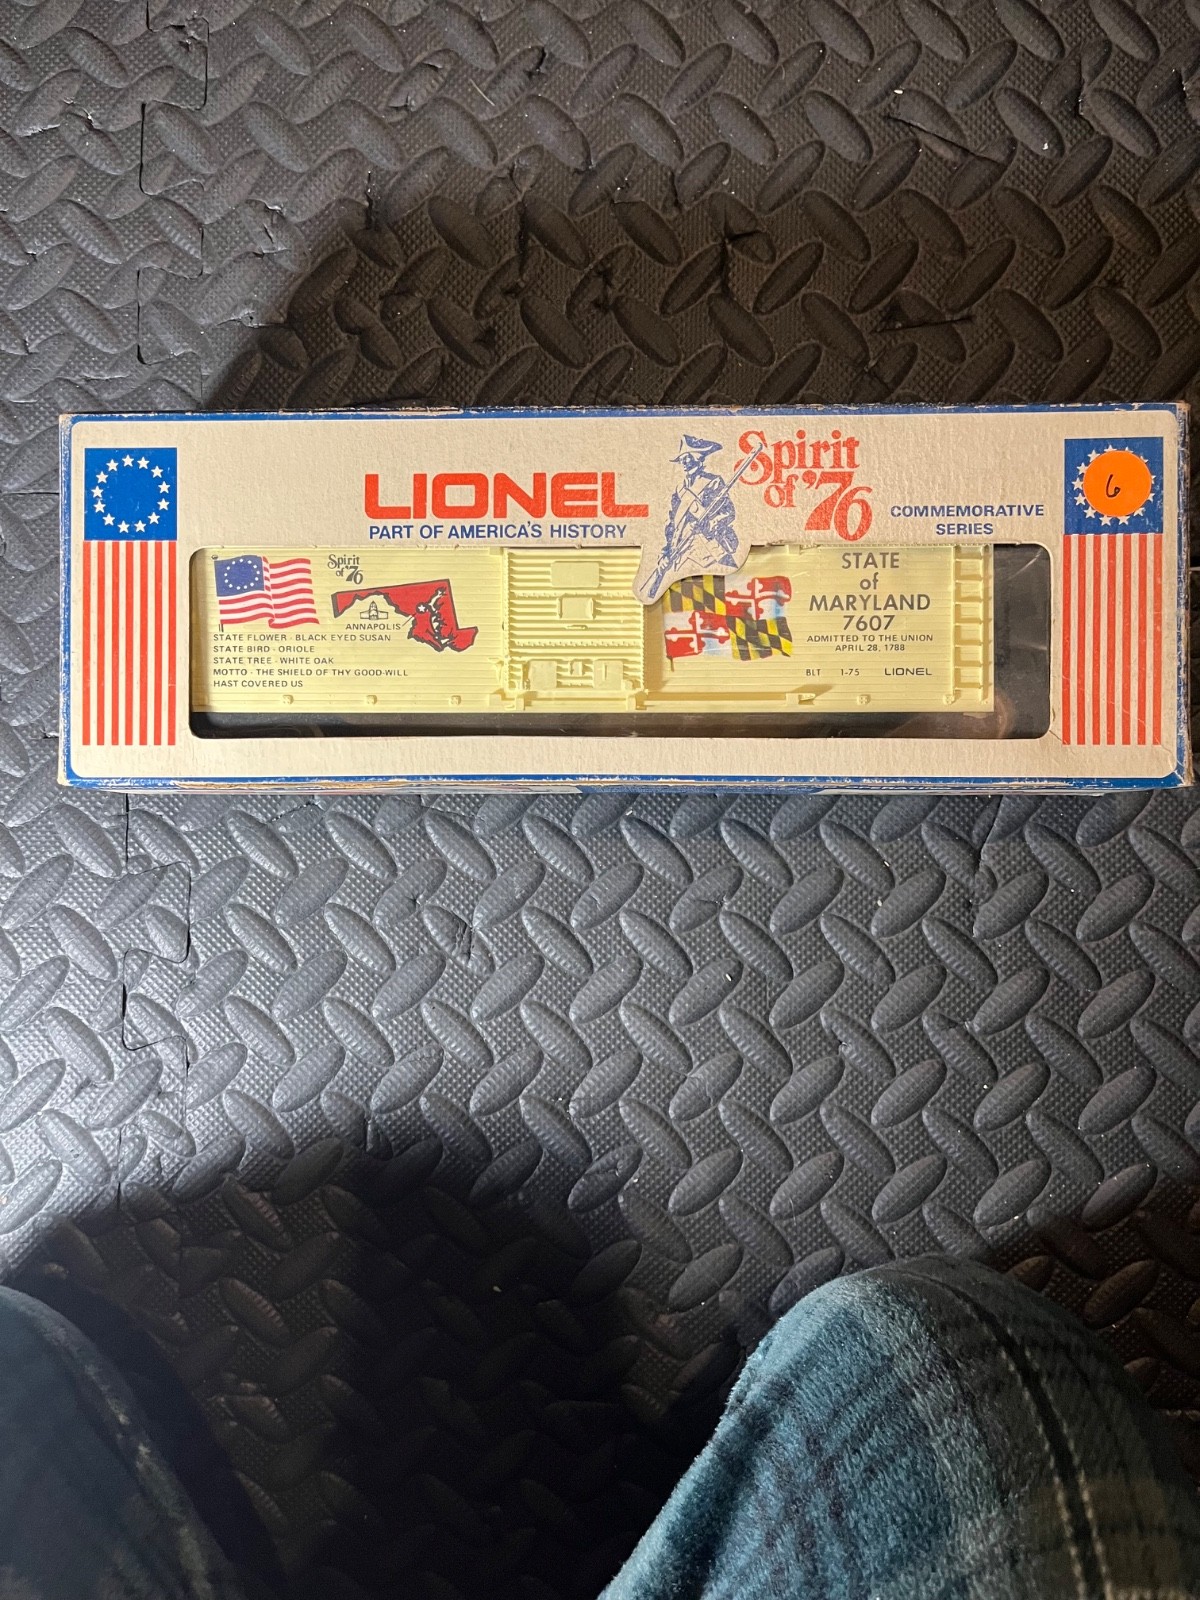 LIONEL
PART OF AMERICA'S HISTORY
Spirit
of '76
COMMEMORATIVE
SERIES
6
Spirit
of '76
ANNAPOLIS
STATE FLOWER - BLACK EYED SUSAN
STATE BIRD - ORIOLE
STATE TREE - WHITE OAK
MOTTO - THE SHIELD OF THY GOOD-WILL
HAST COVERED US
STATE
of
MARYLAND
7607
ADMITTED TO THE UNION
APRIL 28, 1788
BLT 1-75 LIONEL